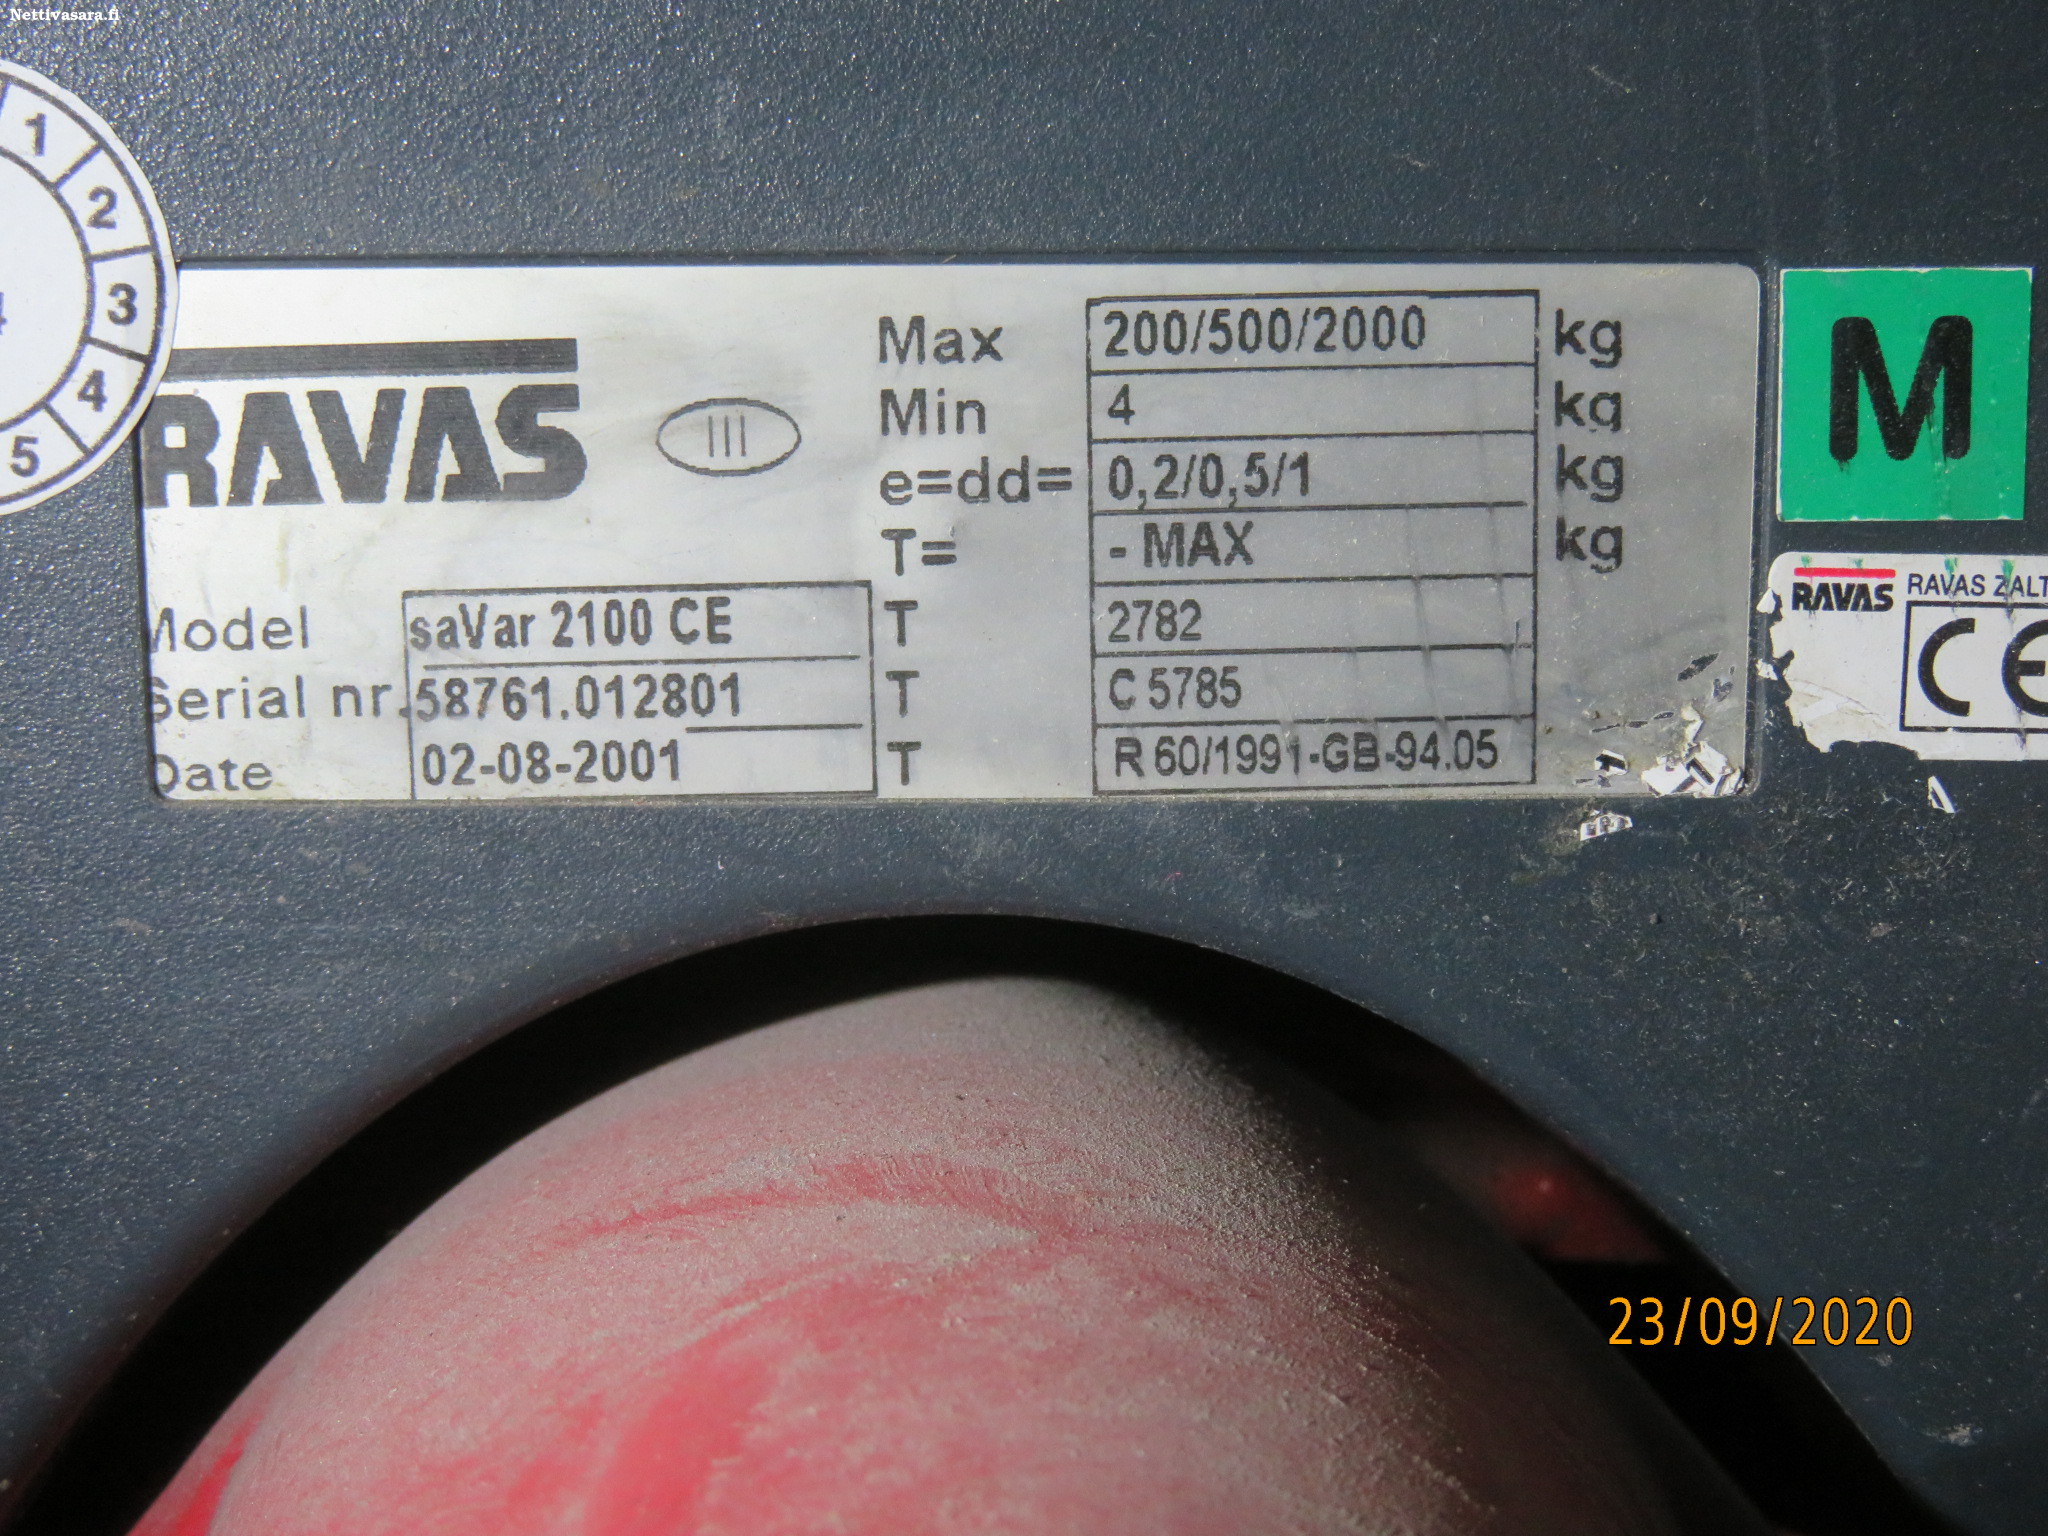 Nettivasara.fi
1
2
3
4
5
RAVAS
III
Max 200/500/2000 kg
Min 4 kg
e=dd= 0,2/0,5/1 kg
T= - MAX kg
Model saVar 2100 CE T 2782
Serial nr. 58761.012801 T C 5785
Date 02-08-2001 T R 60/1991-GB-94.05
M
RAVAS RAVAS ZALT
CE
23/09/2020